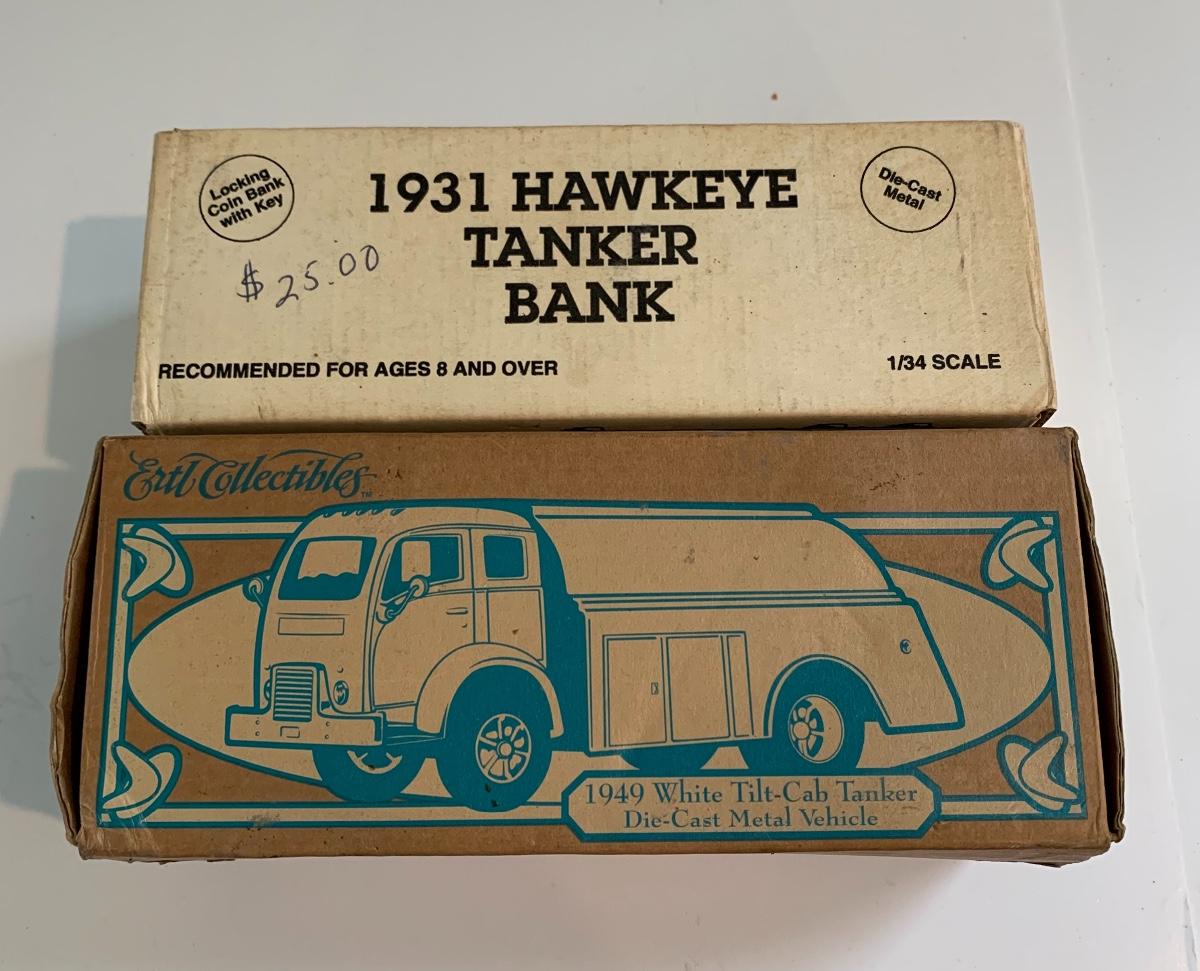 Locking
Coin Bank
with Key
1931 HAWKEYE
TANKER
BANK
Die-Cast
Metal
$25.00
RECOMMENDED FOR AGES 8 AND OVER
1/34 SCALE
Ertl Collectibles™
1949 White Tilt-Cab Tanker
Die-Cast Metal Vehicle